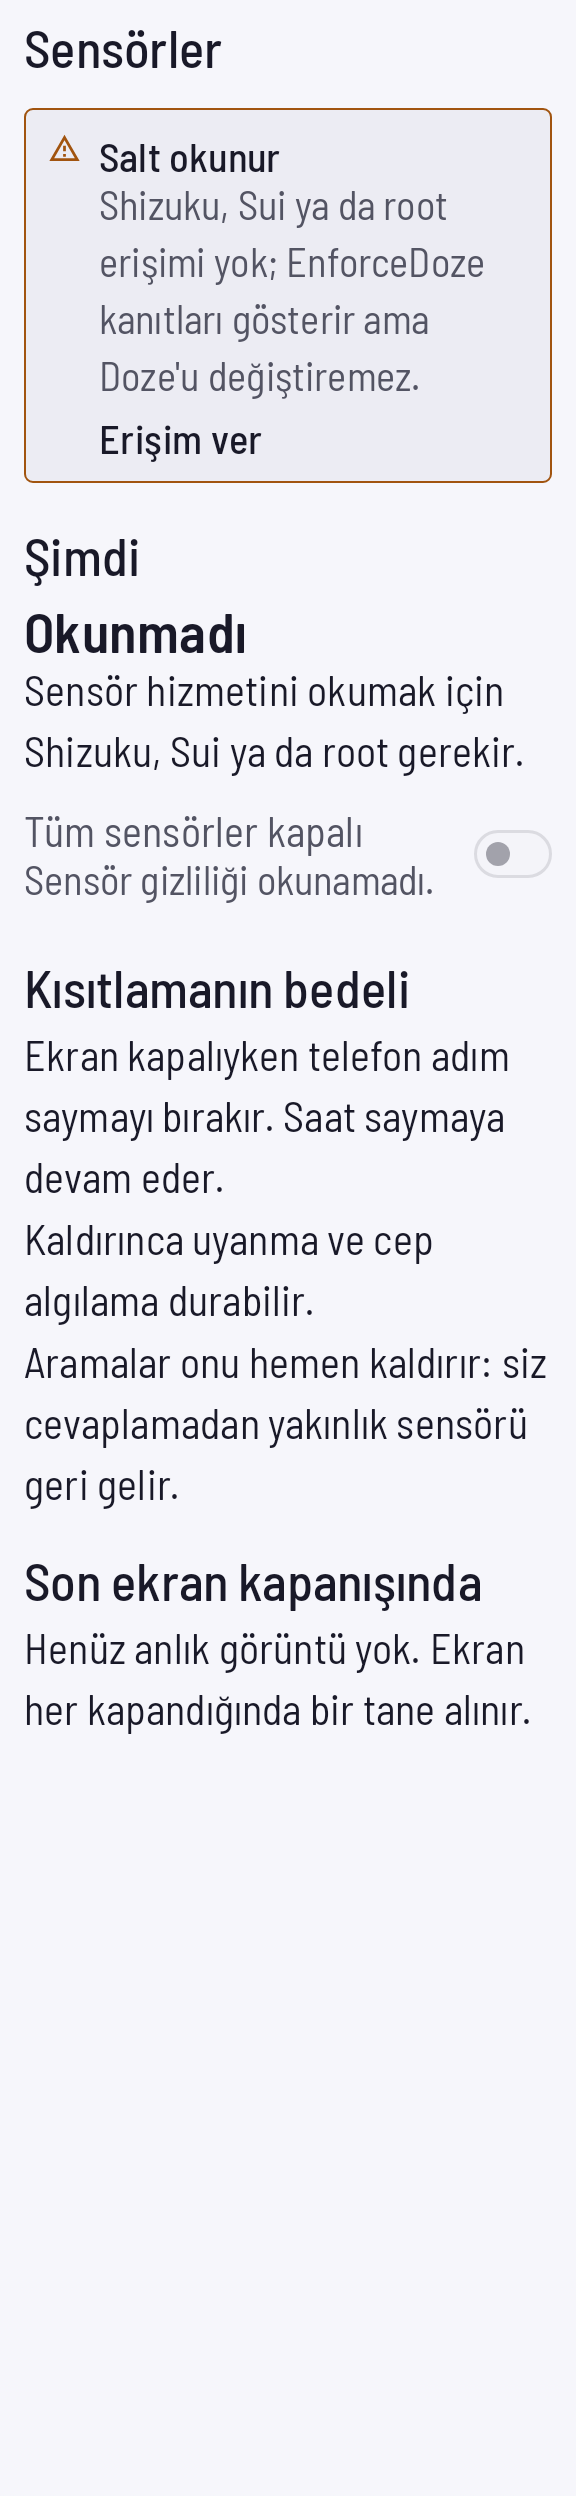 Sensörler
Salt okunur
Shizuku, Sui ya da root
erişimi yok; EnforceDoze
kanıtları gösterir ama
Doze'u değiştiremez.
Erişim ver
Şimdi
Okunmadı
Sensör hizmetini okumak için
Shizuku, Sui ya da root gerekir.
Tüm sensörler kapalı
Sensör gizliliği okunamadı.
Kısıtlamanın bedeli
Ekran kapalıyken telefon adım
saymayı bırakır. Saat saymaya
devam eder.
Kaldırınca uyanma ve cep
algılama durabilir.
Aramalar onu hemen kaldırır: siz
cevaplamadan yakınlık sensörü
geri gelir.
Son ekran kapanışında
Henüz anlık görüntü yok. Ekran
her kapandığında bir tane alınır.